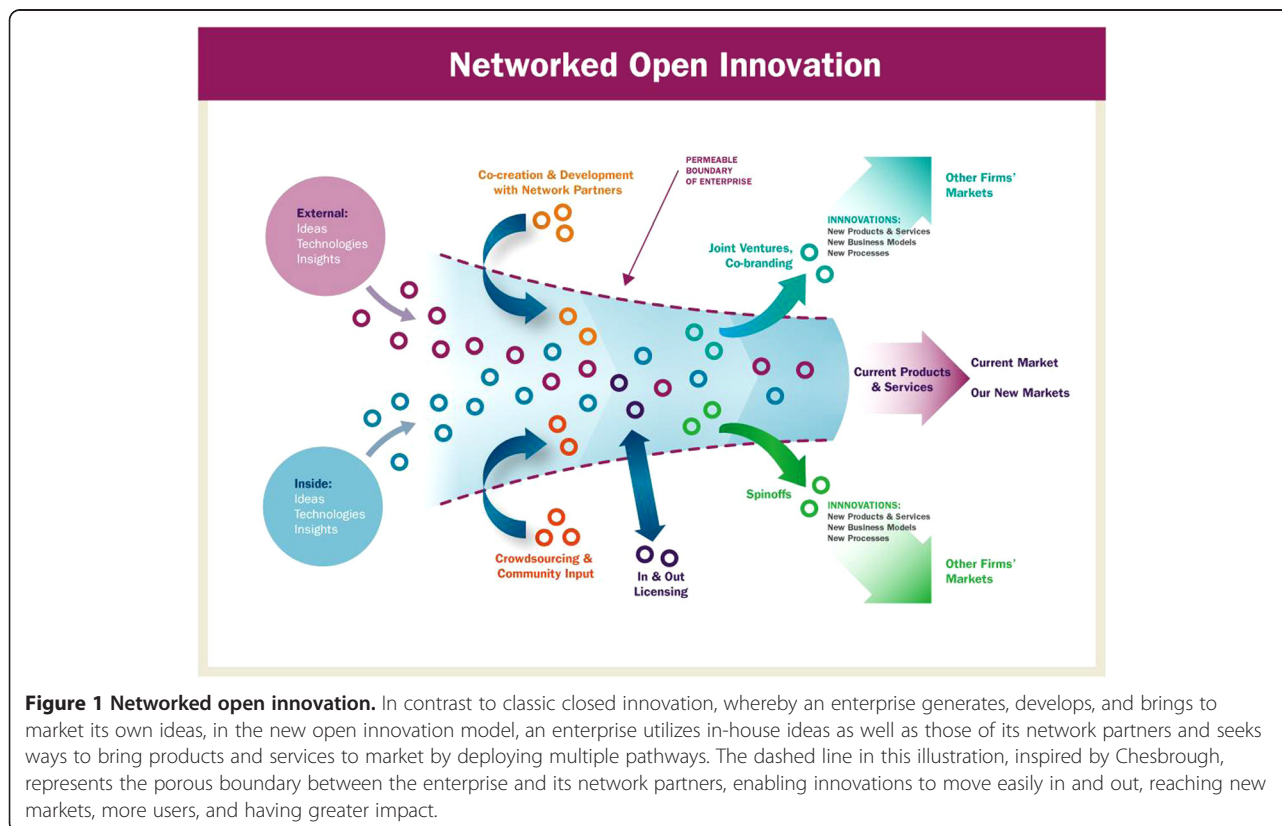 Networked Open Innovation
External:
Ideas
Technologies
Insights
Co-creation & Development
with Network Partners
PERMEABLE
BOUNDARY
OF ENTERPRISE
Joint Ventures,
Co-branding
INNNOVATIONS:
New Products & Services
New Business Models
New Processes
Other Firms'
Markets
Current Products
& Services
Current Market
Our New Markets
Inside:
Ideas
Technologies
Insights
Crowdsourcing &
Community Input
In & Out
Licensing
Spinoffs
INNNOVATIONS:
New Products & Services
New Business Models
New Processes
Other Firms'
Markets
Figure 1 Networked open innovation. In contrast to classic closed innovation, whereby an enterprise generates, develops, and brings to
market its own ideas, in the new open innovation model, an enterprise utilizes in-house ideas as well as those of its network partners and seeks
ways to bring products and services to market by deploying multiple pathways. The dashed line in this illustration, inspired by Chesbrough,
represents the porous boundary between the enterprise and its network partners, enabling innovations to move easily in and out, reaching new
markets, more users, and having greater impact.